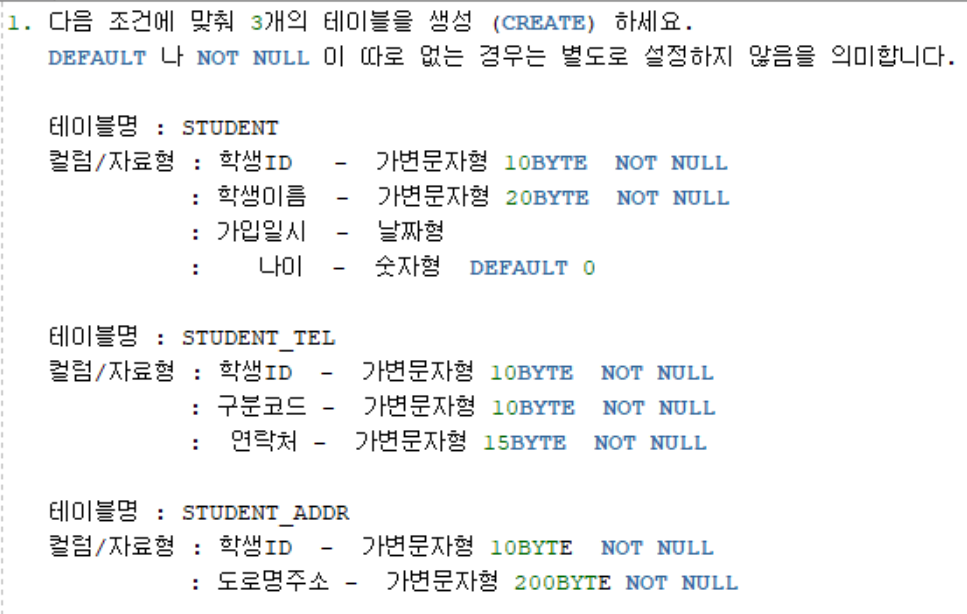 1. 다음 조건에 맞춰 3개의 테이블을 생성 (CREATE) 하세요.
DEFAULT 나 NOT NULL 이 따로 없는 경우는 별도로 설정하지 않음을 의미합니다.
테이블명 : STUDENT
컬럼/자료형 : 학생ID - 가변문자형 10BYTE NOT NULL
: 학생이름 - 가변문자형 20BYTE NOT NULL
: 가입일시 - 날짜형
: 나이 - 숫자형 DEFAULT 0
테이블명 : STUDENT_TEL
컬럼/자료형 : 학생ID - 가변문자형 10BYTE NOT NULL
: 구분코드 - 가변문자형 10BYTE NOT NULL
: 연락처 - 가변문자형 15BYTE NOT NULL
테이블명 : STUDENT_ADDR
컬럼/자료형 : 학생ID - 가변문자형 10BYTE NOT NULL
: 도로명주소 - 가변문자형 200BYTE NOT NULL